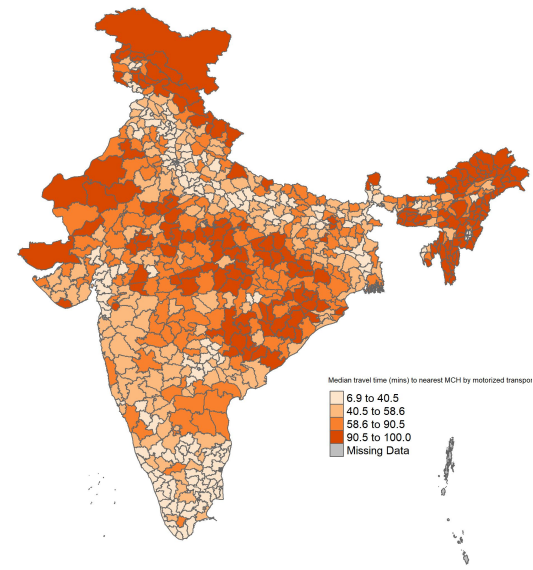 Median travel time (mins) to nearest MCH by motorized transpor
6.9 to 40.5
40.5 to 58.6
58.6 to 90.5
90.5 to 100.0
Missing Data